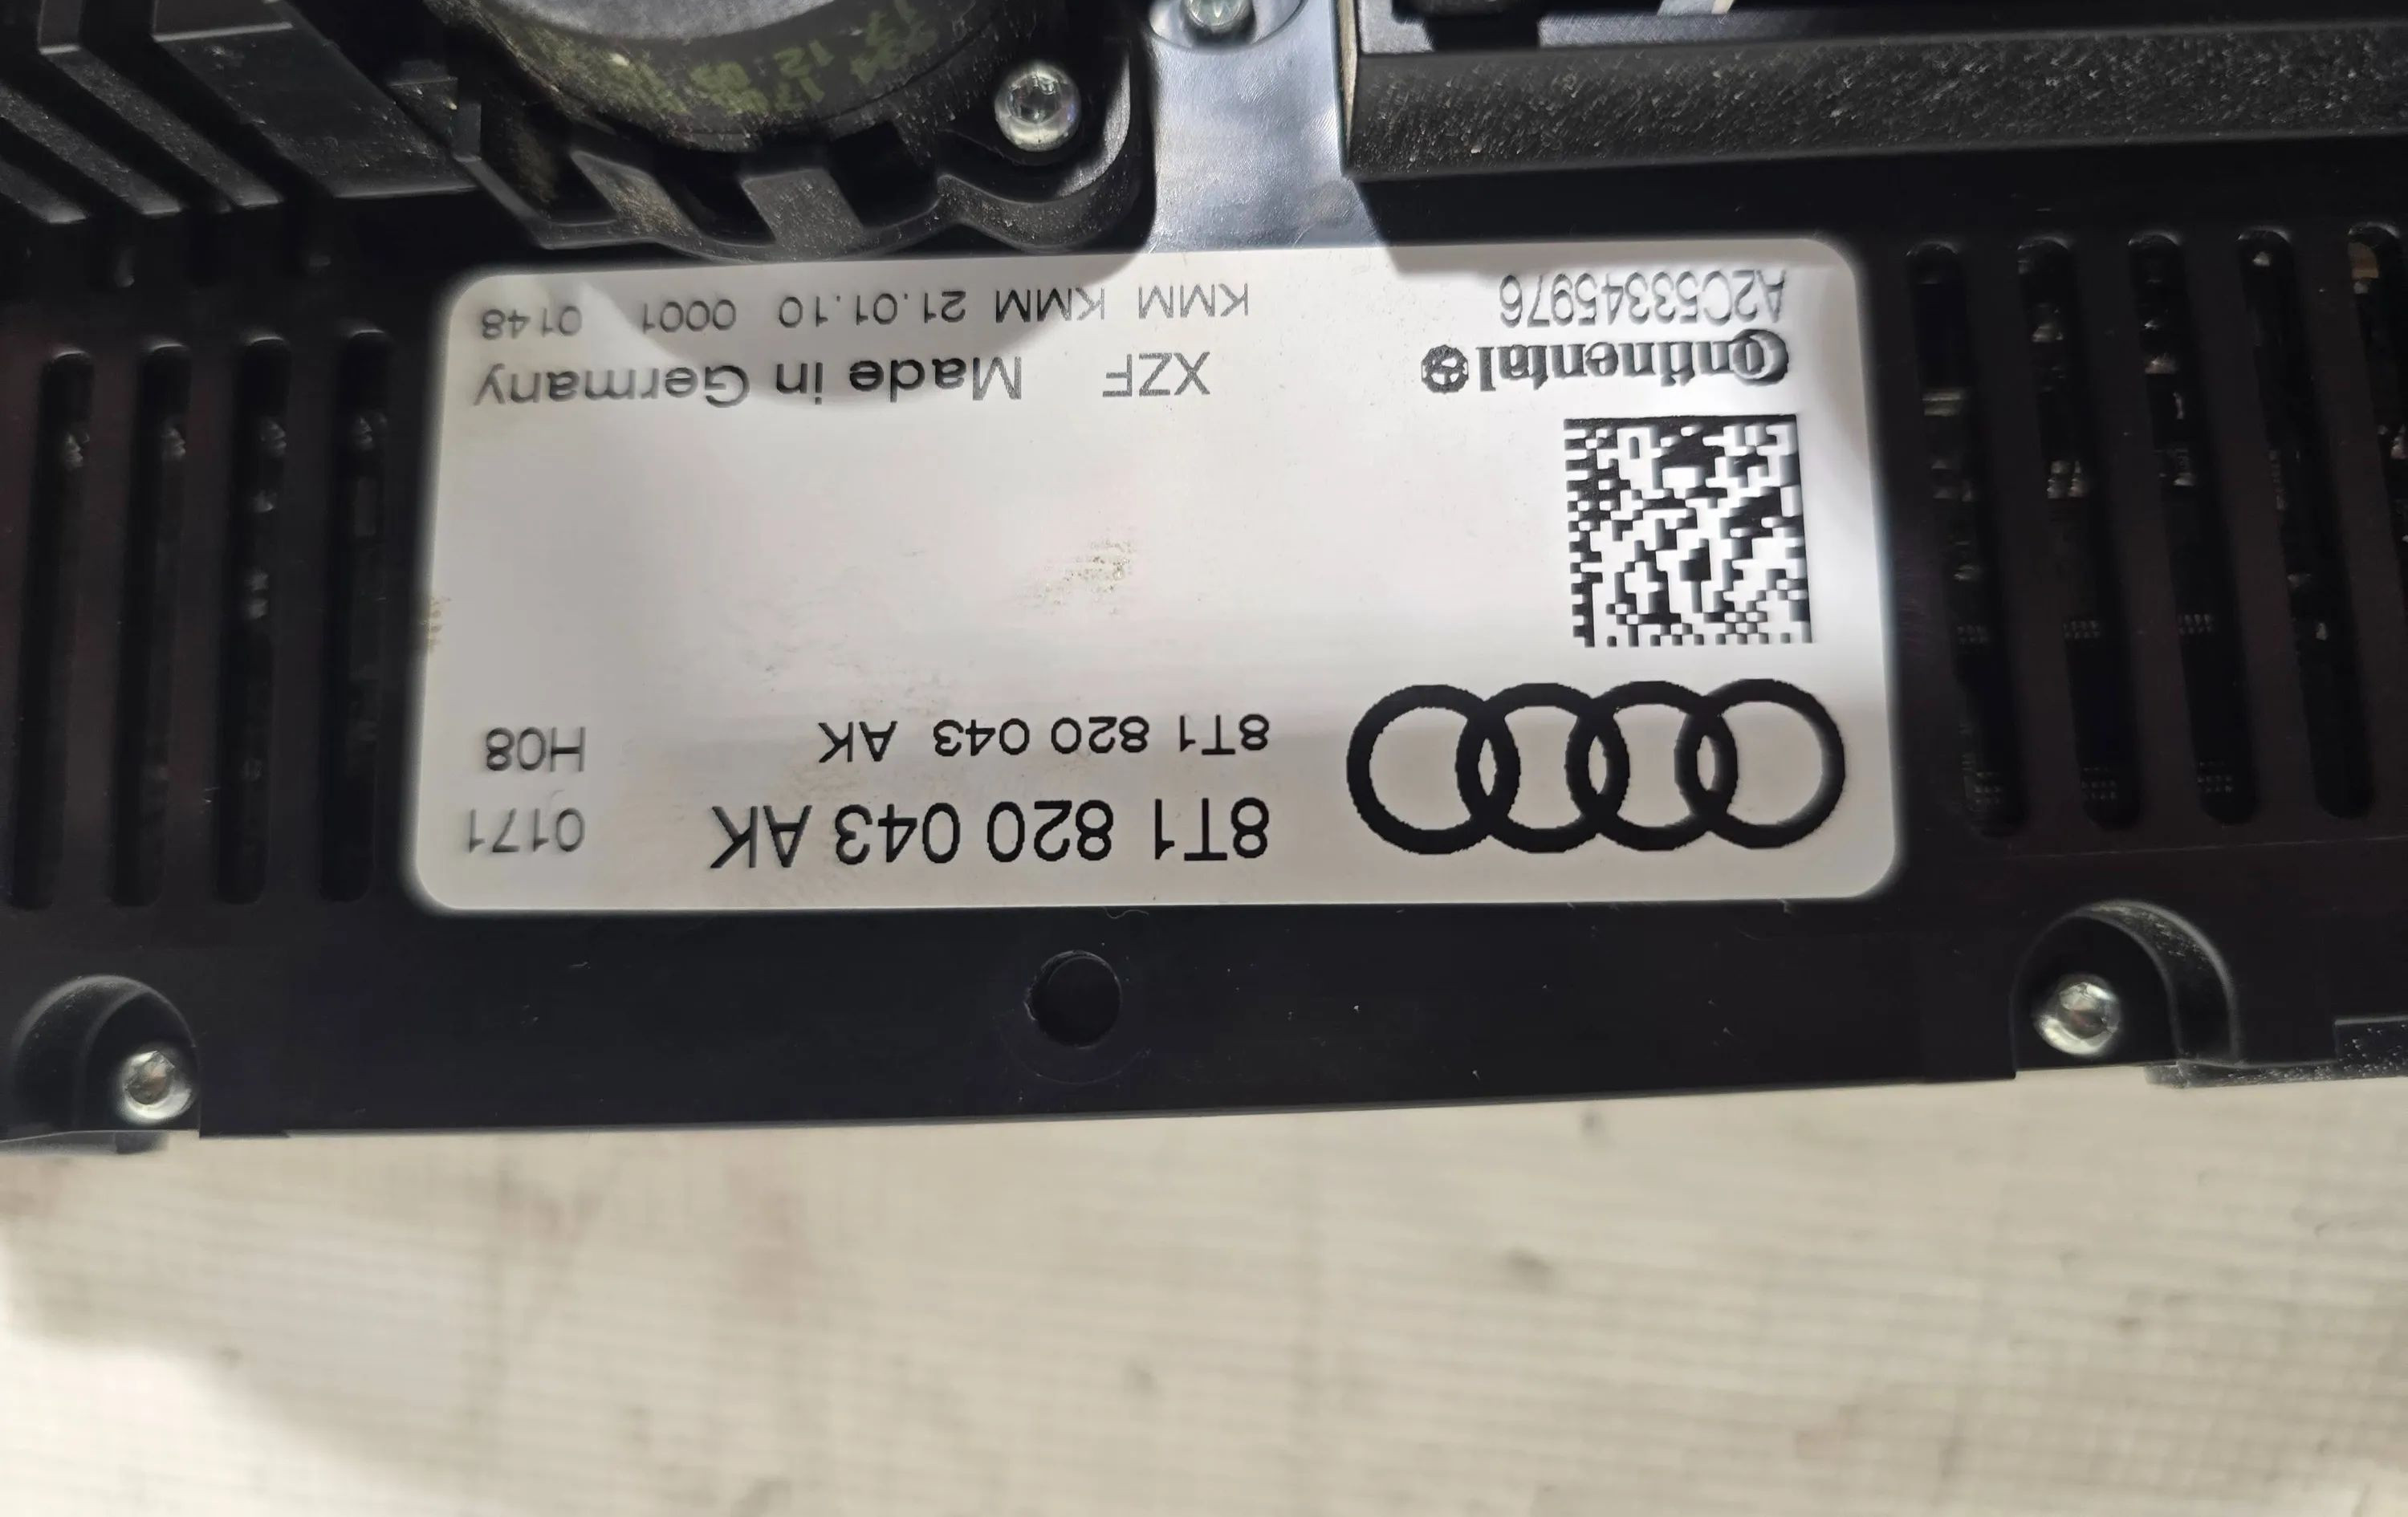 8T1 820 043 AK 0171
8T1 820 043 AK H08
Continental XZF Made in Germany
A2C53345976 KMM KMM 21.01.10 0001 0148